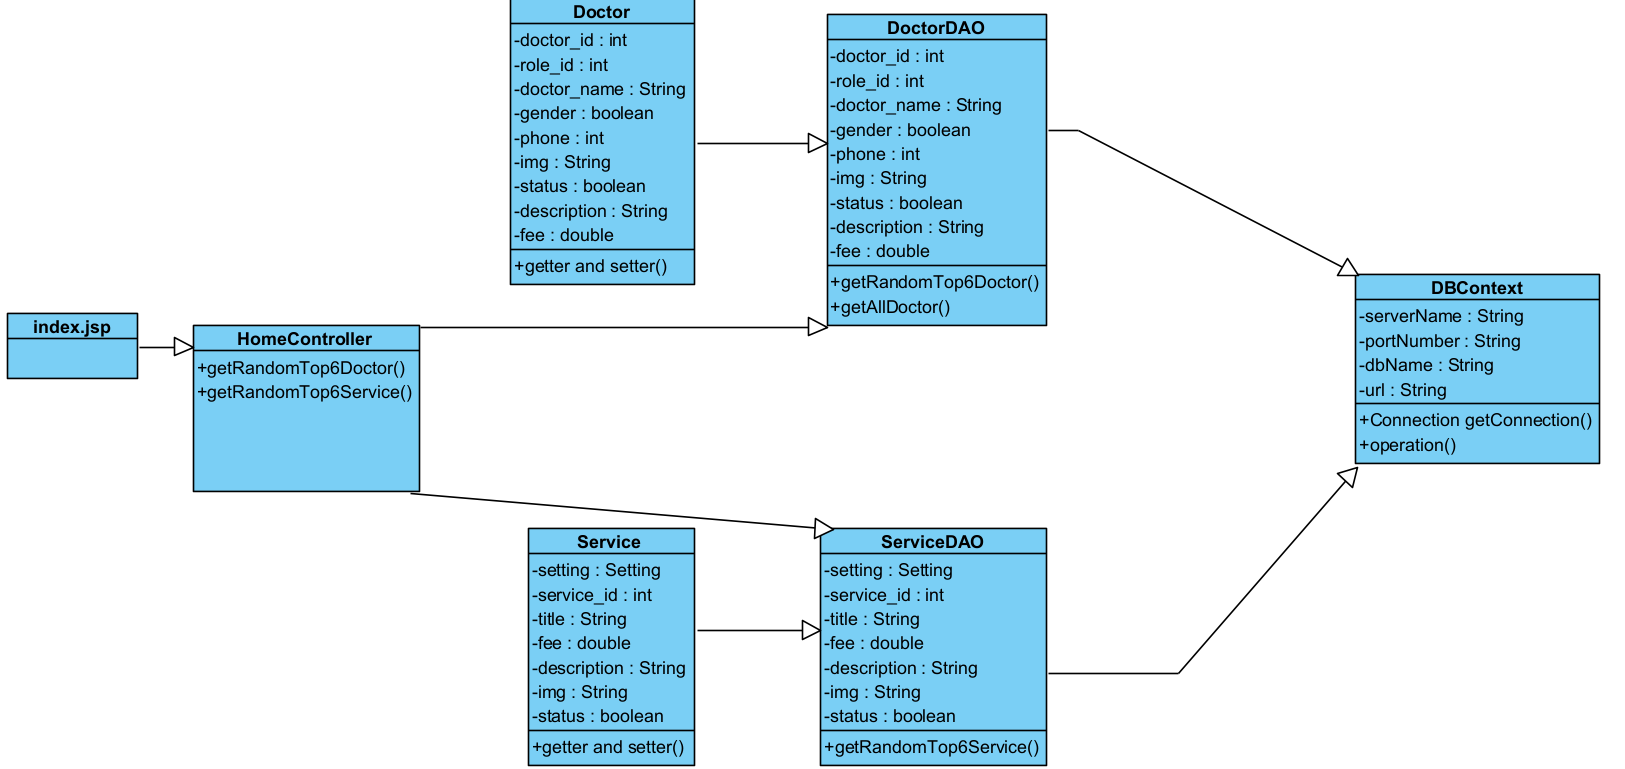 Doctor
-doctor_id : int
-role_id : int
-doctor_name : String
-gender : boolean
-phone : int
-img : String
-status : boolean
-description : String
-fee : double
+getter and setter()
DoctorDAO
-doctor_id : int
-role_id : int
-doctor_name : String
-gender : boolean
-phone : int
-img : String
-status : boolean
-description : String
-fee : double
+getRandomTop6Doctor()
+getAllDoctor()
index.jsp
HomeController
+getRandomTop6Doctor()
+getRandomTop6Service()
DBContext
-serverName : String
-portNumber : String
-dbName : String
-url : String
+Connection getConnection()
+operation()
Service
-setting : Setting
-service_id : int
-title : String
-fee : double
-description : String
-img : String
-status : boolean
+getter and setter()
ServiceDAO
-setting : Setting
-service_id : int
-title : String
-fee : double
-description : String
-img : String
-status : boolean
+getRandomTop6Service()